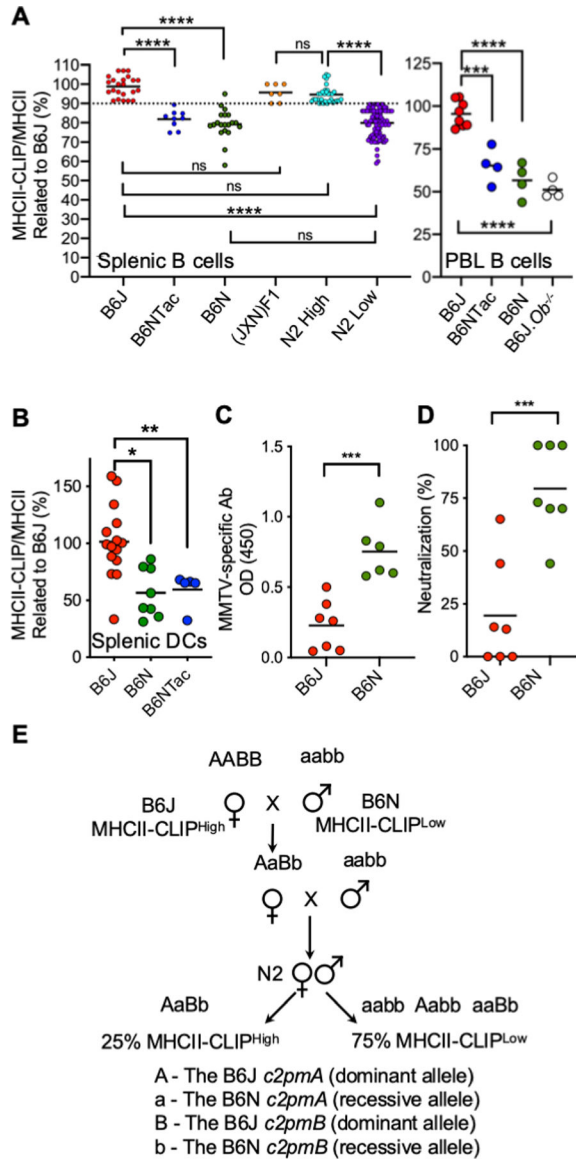 A
MHCII-CLIP/MHCII
Related to B6J (%)
110
100
90
80
70
60
50
40
30
20
10
0
****
****
ns
****
ns
ns
****
ns
Splenic B cells
B6J
B6NTac
B6N
(JXN)F1
N2 High
N2 Low
125
100
75
50
25
0
****
***
****
PBL B cells
B6J
B6NTac
B6N
B6J.Ob-/-
B
MHCII-CLIP/MHCII
Related to B6J (%)
150
100
50
0
**
*
Splenic DCs
B6J
B6N
B6NTac
C
MMTV-specific Ab
OD (450)
1.5
1.0
0.5
0.0
***
B6J
B6N
D
Neutralization (%)
100
75
50
25
0
***
B6J
B6N
E
AABB aabb
B6J ♀ X ♂ B6N
MHCII-CLIPHigh MHCII-CLIPLow
AaBb aabb
♀ X ♂
N2 ♀♂
AaBb aabb Aabb aaBb
25% MHCII-CLIPHigh 75% MHCII-CLIPLow
A - The B6J c2pmA (dominant allele)
a - The B6N c2pmA (recessive allele)
B - The B6J c2pmB (dominant allele)
b - The B6N c2pmB (recessive allele)